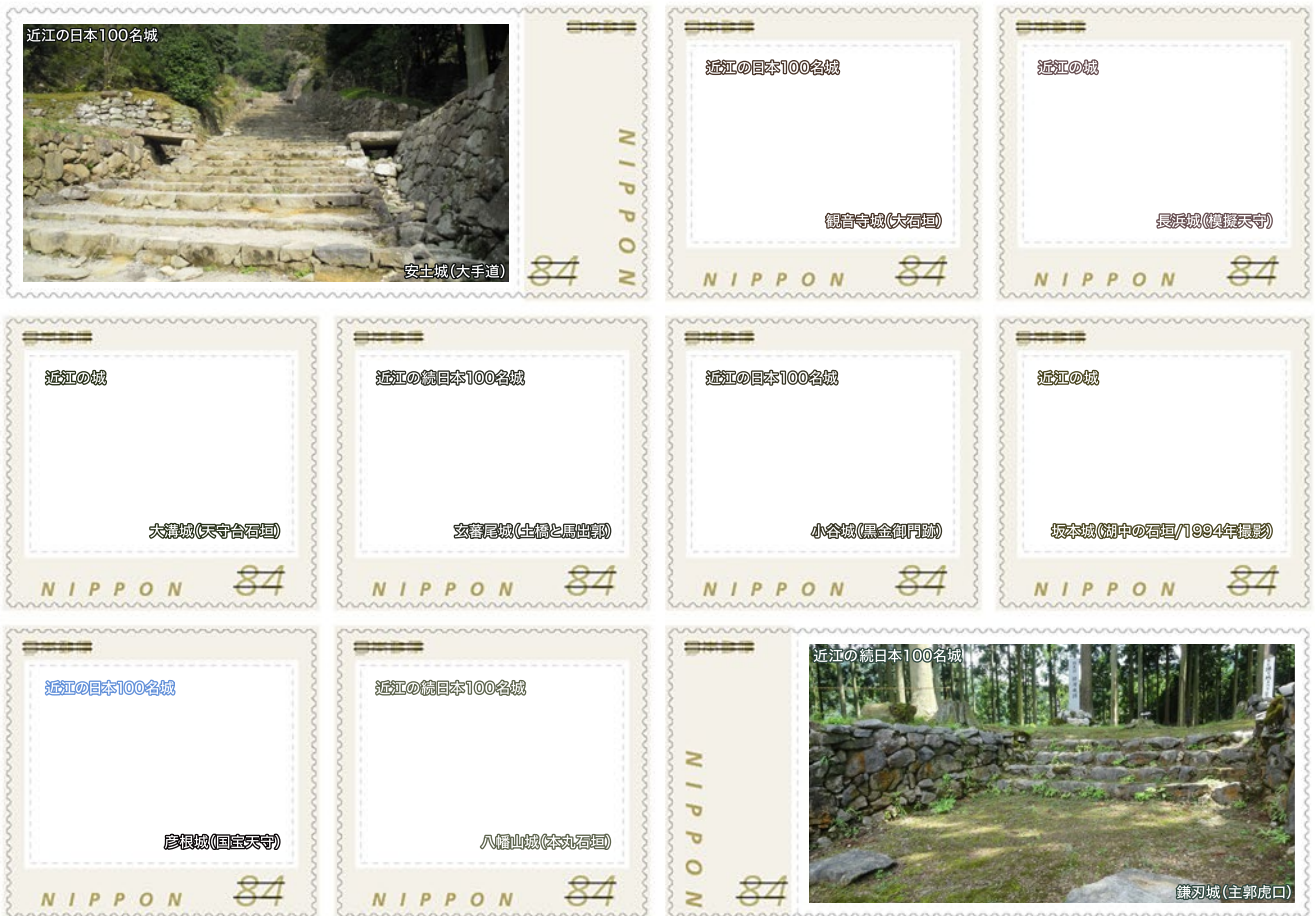 近江の日本100名城
安土城(大手道)
NIPPON
84
近江の日本100名城
観音寺城(大石垣)
NIPPON
84
近江の城
長浜城(模擬天守)
NIPPON
84
近江の城
大溝城(天守台石垣)
NIPPON
84
近江の続日本100名城
玄蕃尾城(土橋と馬出郭)
NIPPON
84
近江の日本100名城
小谷城(黒金御門跡)
NIPPON
84
近江の城
坂本城(湖中の石垣/1994年撮影)
NIPPON
84
近江の日本100名城
彦根城(国宝天守)
NIPPON
84
近江の続日本100名城
八幡山城(本丸石垣)
NIPPON
84
NIPPON
84
近江の続日本100名城
鎌刃城(主郭虎口)